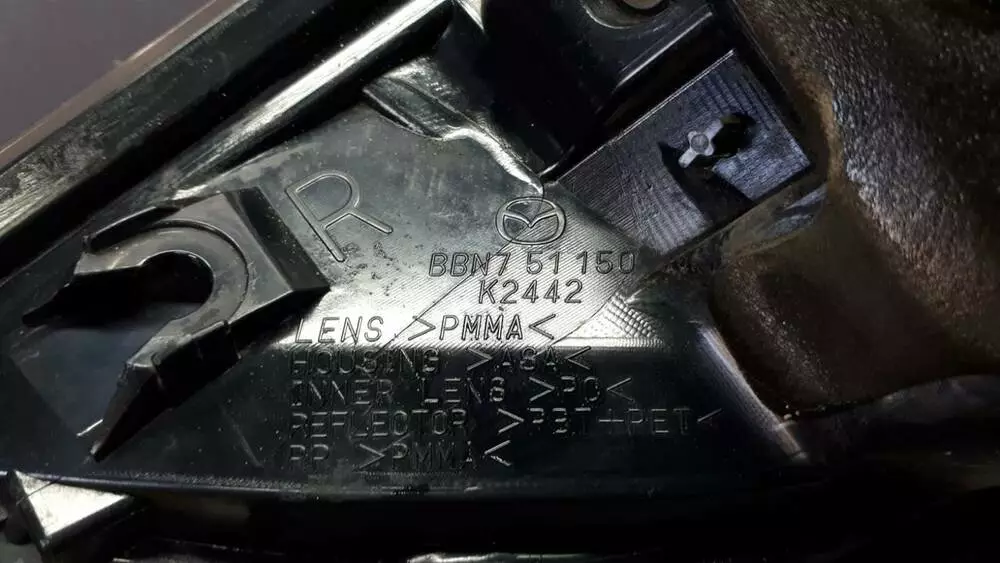 R
BBN7 51 150
K2442
LENS >PMMA<
HOUSING >ASA<
INNER LENS >PC<
REFLECTOR >PBT+PET<
RR >PMMA<